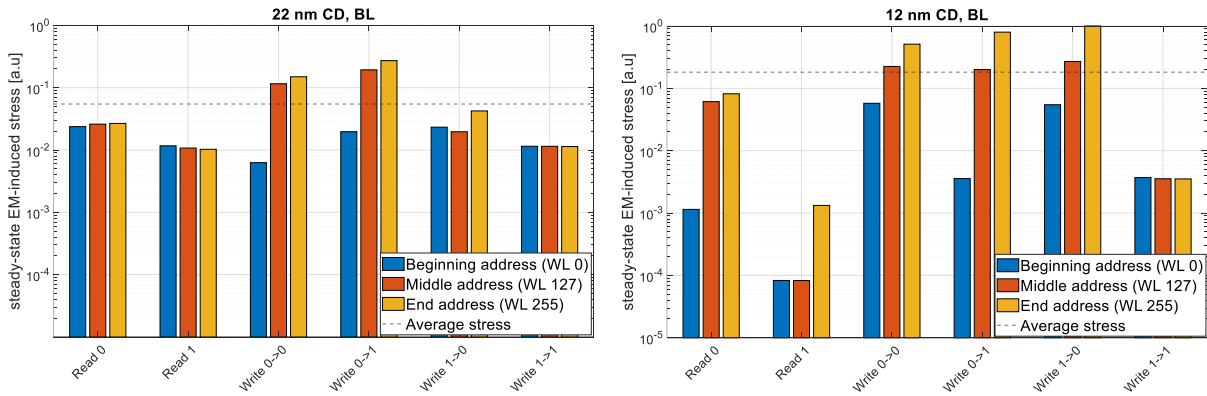 22 nm CD, BL
steady-state EM-induced stress [a.u]
10^0
10^-1
10^-2
10^-3
10^-4
Read 0
Read 1
Write 0->0
Write 0->1
Write 1->0
Write 1->1
Beginning address (WL 0)
Middle address (WL 127)
End address (WL 255)
Average stress
12 nm CD, BL
steady-state EM-induced stress [a.u]
10^0
10^-1
10^-2
10^-3
10^-4
10^-5
Read 0
Read 1
Write 0->0
Write 0->1
Write 1->0
Write 1->1
Beginning address (WL 0)
Middle address (WL 127)
End address (WL 255)
Average stress